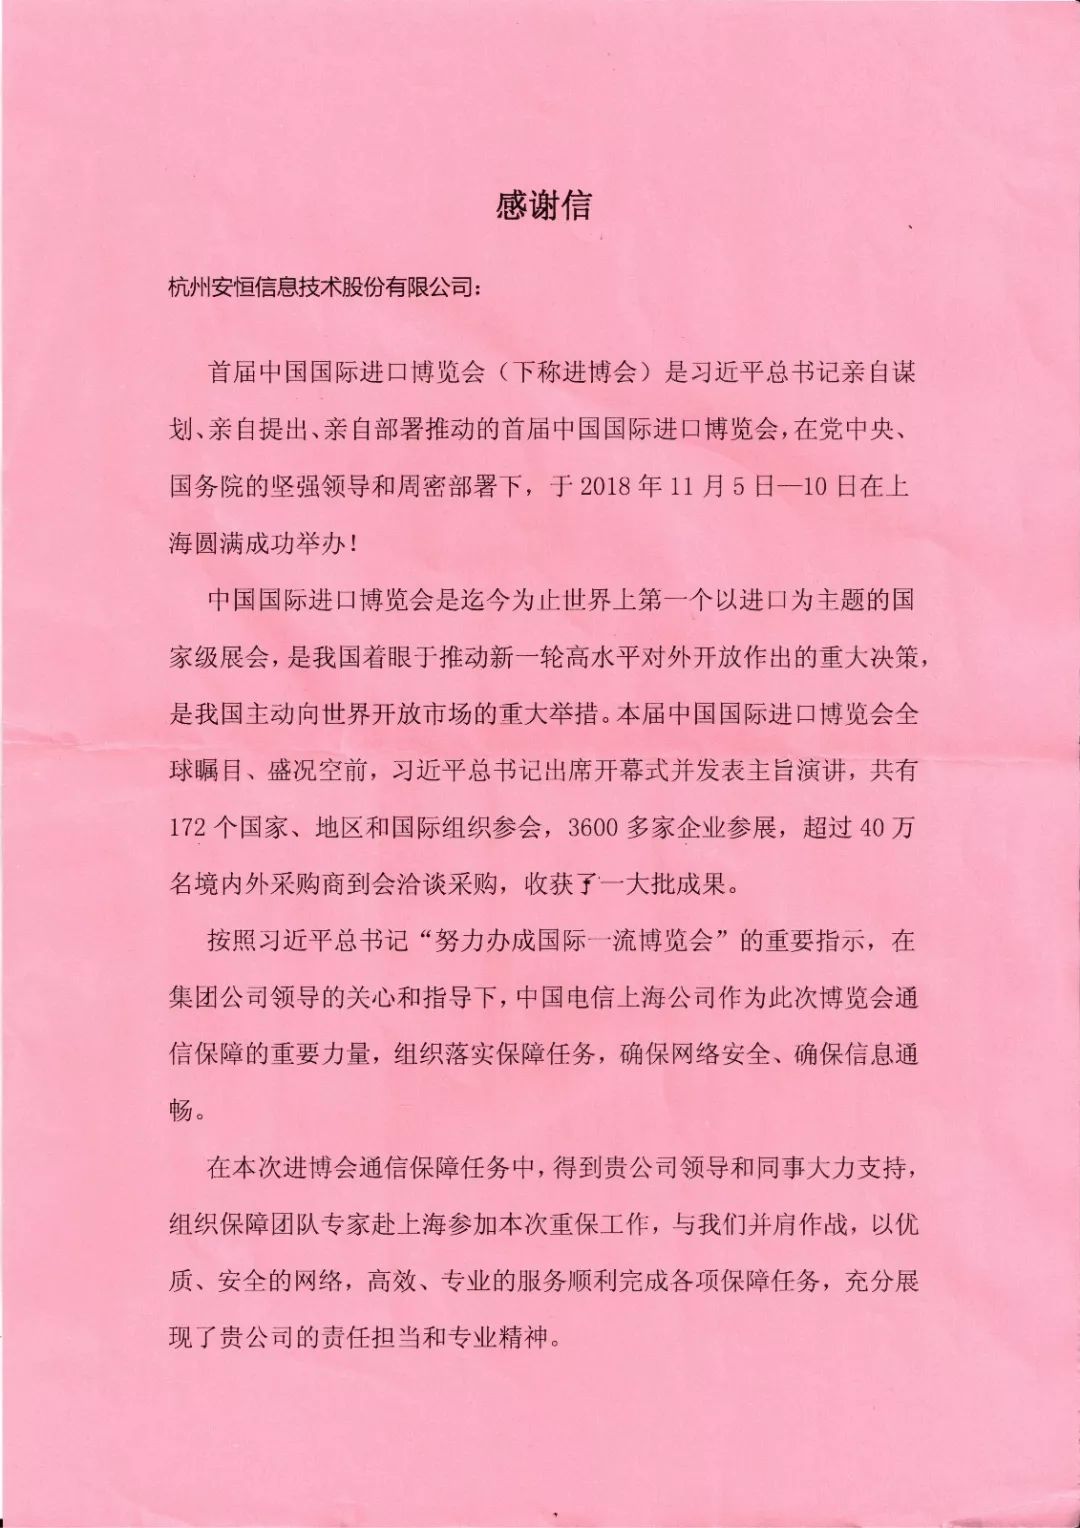 感谢信
杭州安恒信息技术股份有限公司：
首届中国国际进口博览会（下称进博会）是习近平总书记亲自谋
划、亲自提出、亲自部署推动的首届中国国际进口博览会，在党中央、
国务院的坚强领导和周密部署下，于 2018 年 11 月 5 日—10 日在上
海圆满成功举办！
中国国际进口博览会是迄今为止世界上第一个以进口为主题的国
家级展会，是我国着眼于推动新一轮高水平对外开放作出的重大决策，
是我国主动向世界开放市场的重大举措。本届中国国际进口博览会全
球瞩目、盛况空前，习近平总书记出席开幕式并发表主旨演讲，共有
172 个国家、地区和国际组织参会，3600 多家企业参展，超过 40 万
名境内外采购商到会洽谈采购，收获了一大批成果。
按照习近平总书记“努力办成国际一流博览会”的重要指示，在
集团公司领导的关心和指导下，中国电信上海公司作为此次博览会通
信保障的重要力量，组织落实保障任务，确保网络安全、确保信息通
畅。
在本次进博会通信保障任务中，得到贵公司领导和同事大力支持，
组织保障团队专家赴上海参加本次重保工作，与我们并肩作战，以优
质、安全的网络，高效、专业的服务顺利完成各项保障任务，充分展
现了贵公司的责任担当和专业精神。